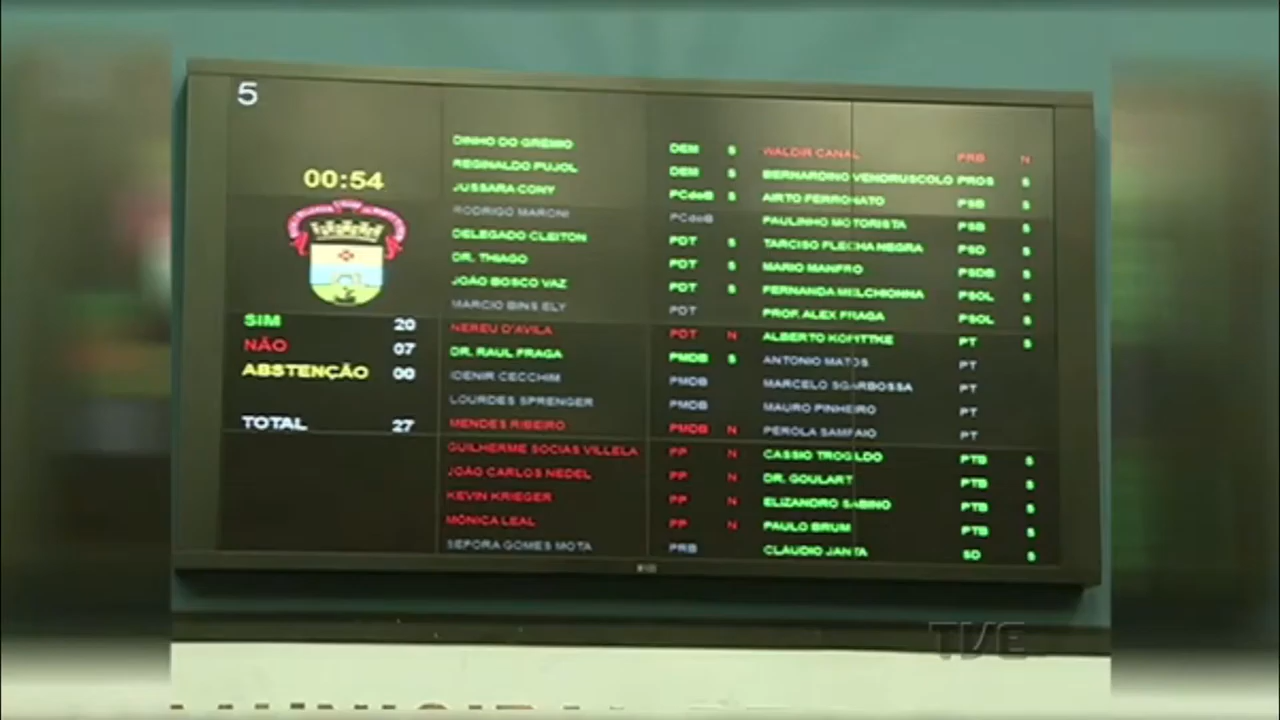 5
00:54
SIM 20
NÃO 07
ABSTENÇÃO 00
TOTAL 27
DINHO DO GRÊMIO DEM S
REGINALDO PUJOL DEM S
JUSSARA CONY PCdoB S
RODRIGO MARONI PCdoB
DELEGADO CLEITON PDT S
DR. THIAGO PDT S
JOÃO BOSCO VAZ PDT S
MARCIO BINS ELY PDT
NEREU D'AVILA PDT N
DR. RAUL FRAGA PMDB S
IDENIR CECCHIM PMDB
LOURDES SPRENGER PMDB
MENDES RIBEIRO PMDB N
GUILHERME SOCIAS VILLELA PP N
JOÃO CARLOS NEDEL PP N
KEVIN KRIEGER PP N
MÔNICA LEAL PP N
SEFORA GOMES MOTA PRB
WALDIR CANAL PRB N
BERNARDINO VENDRUSCOLO PROS S
AIRTO FERRONATO PSB S
PAULINHO MOTORISTA PSB S
TARCISO FLECHA NEGRA PSD S
MARIO MANFRO PSDB S
FERNANDA MELCHIONNA PSOL S
PROF. ALEX FRAGA PSOL S
ALBERTO KOPITTKE PT S
ANTONIO MATOS PT
MARCELO SGARBOSSA PT
MAURO PINHEIRO PT
PEROLA SAMPAIO PT
CASSIO TROGILDO PTB S
DR. GOULART PTB S
ELIZANDRO SABINO PTB S
PAULO BRUM PTB S
CLÁUDIO JANTA SD S
TVE
MUNICIPAL DE